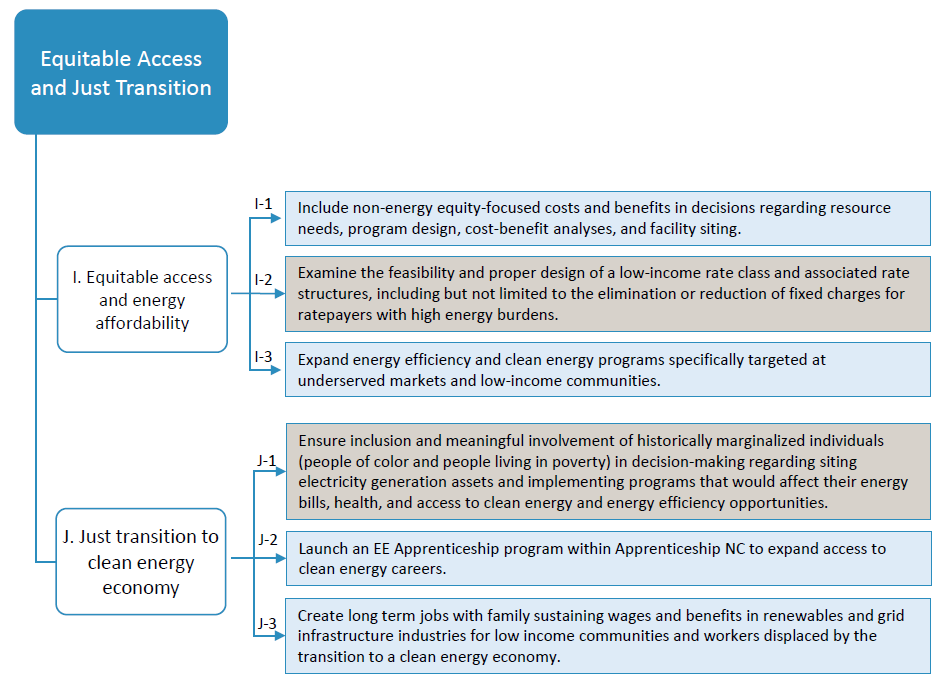 Equitable Access
and Just Transition
I-1
Include non-energy equity-focused costs and benefits in decisions regarding resource
needs, program design, cost-benefit analyses, and facility siting.
I. Equitable access
and energy
affordability
I-2
Examine the feasibility and proper design of a low-income rate class and associated rate
structures, including but not limited to the elimination or reduction of fixed charges for
ratepayers with high energy burdens.
I-3
Expand energy efficiency and clean energy programs specifically targeted at
underserved markets and low-income communities.
J-1
Ensure inclusion and meaningful involvement of historically marginalized individuals
(people of color and people living in poverty) in decision-making regarding siting
electricity generation assets and implementing programs that would affect their energy
bills, health, and access to clean energy and energy efficiency opportunities.
J. Just transition to
clean energy
economy
J-2
Launch an EE Apprenticeship program within Apprenticeship NC to expand access to
clean energy careers.
J-3
Create long term jobs with family sustaining wages and benefits in renewables and grid
infrastructure industries for low income communities and workers displaced by the
transition to a clean energy economy.